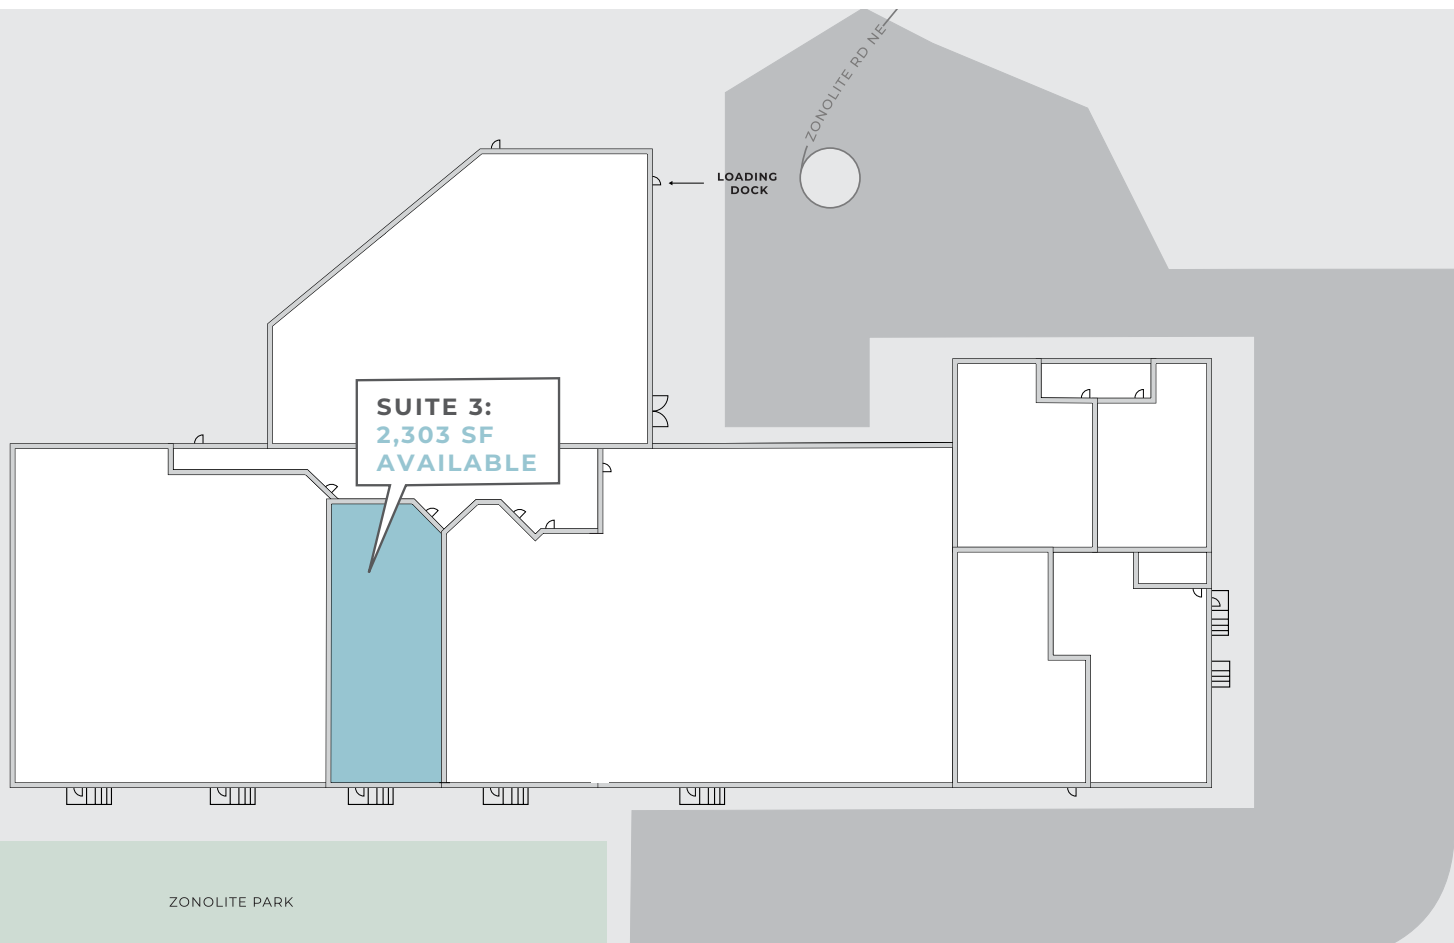 ZONOLITE RD NE
LOADING
DOCK
SUITE 3:
2,303 SF
AVAILABLE
ZONOLITE PARK